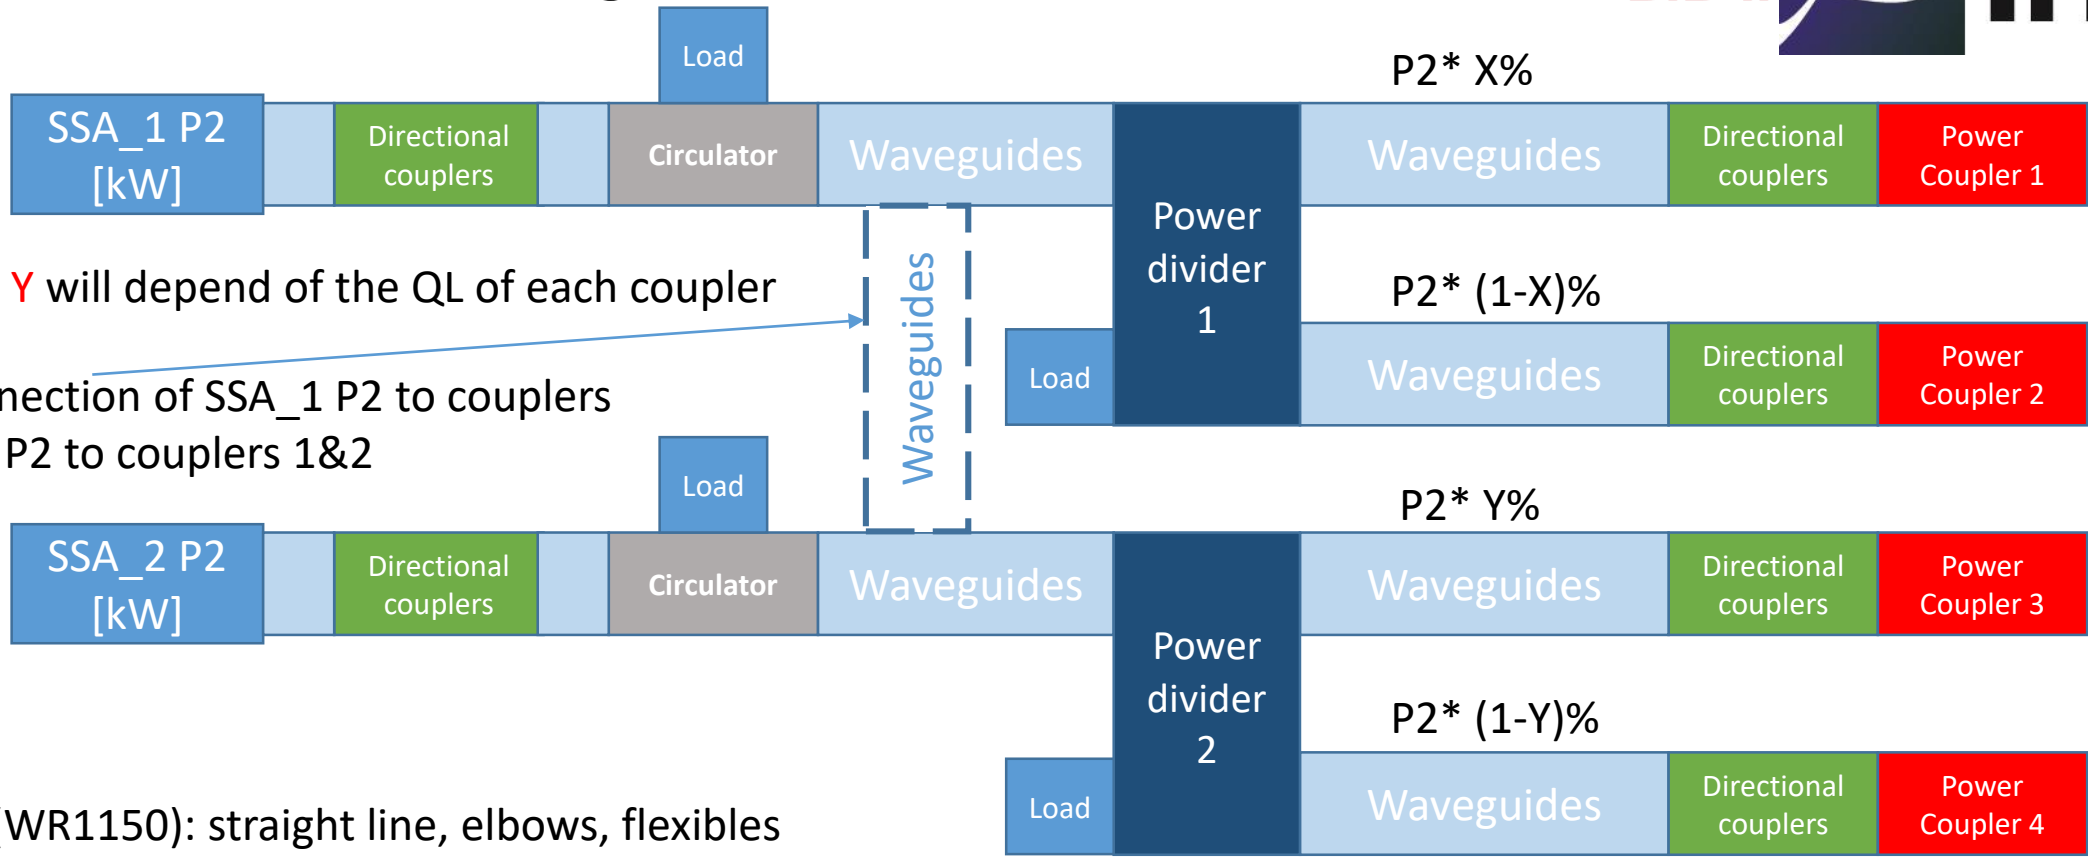 Load
P2* X%
SSA_1 P2
[kW]
Directional
couplers
Circulator
Waveguides
Waveguides
Directional
couplers
Power
Coupler 1
Power
divider
1
Y will depend of the QL of each coupler
Waveguides
P2* (1-X)%
Load
Waveguides
Directional
couplers
Power
Coupler 2
nection of SSA_1 P2 to couplers
P2 to couplers 1&2
Load
P2* Y%
SSA_2 P2
[kW]
Directional
couplers
Circulator
Waveguides
Waveguides
Directional
couplers
Power
Coupler 3
Power
divider
2
P2* (1-Y)%
Load
Waveguides
Directional
couplers
Power
Coupler 4
(WR1150): straight line, elbows, flexibles